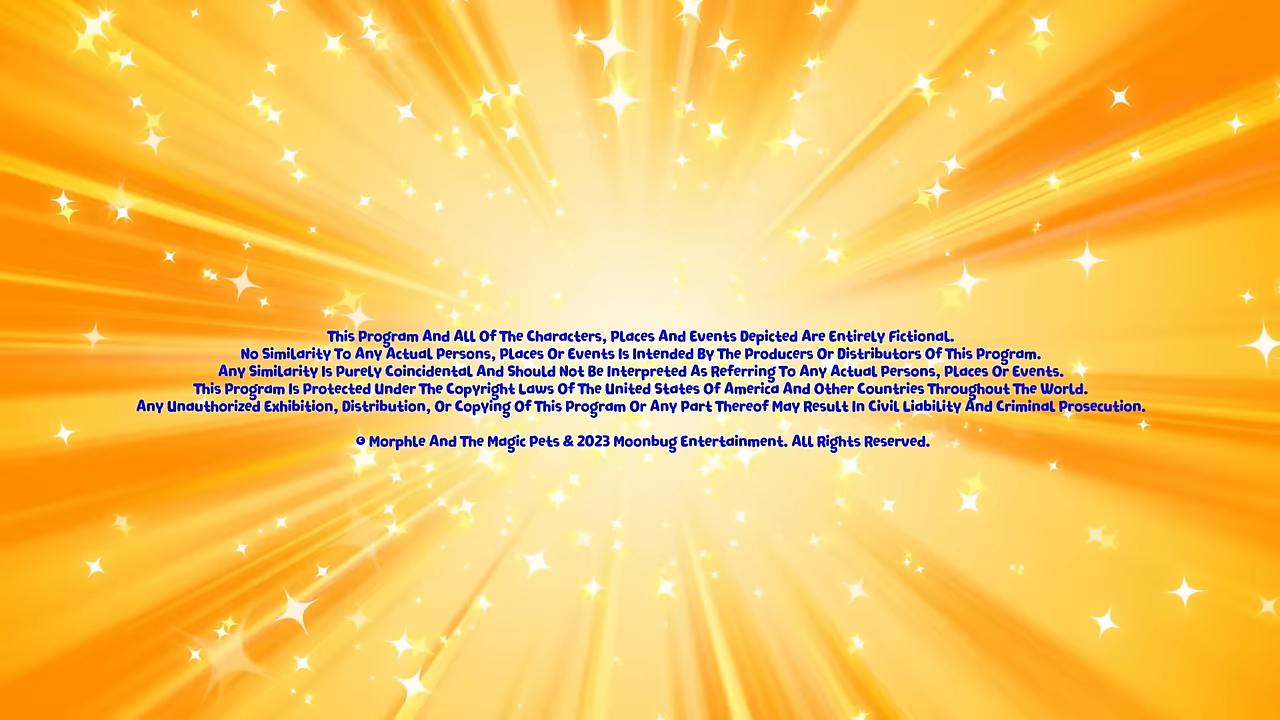 This Program And All Of The Characters, Places And Events Depicted Are Entirely Fictional.
No Similarity To Any Actual Persons, Places Or Events Is Intended By The Producers Or Distributors Of This Program.
Any Similarity Is Purely Coincidental And Should Not Be Interpreted As Referring To Any Actual Persons, Places Or Events.
This Program Is Protected Under The Copyright Laws Of The United States Of America And Other Countries Throughout The World.
Any Unauthorized Exhibition, Distribution, Or Copying Of This Program Or Any Part Thereof May Result In Civil Liability And Criminal Prosecution.
© Morphle And The Magic Pets & 2023 Moonbug Entertainment. All Rights Reserved.